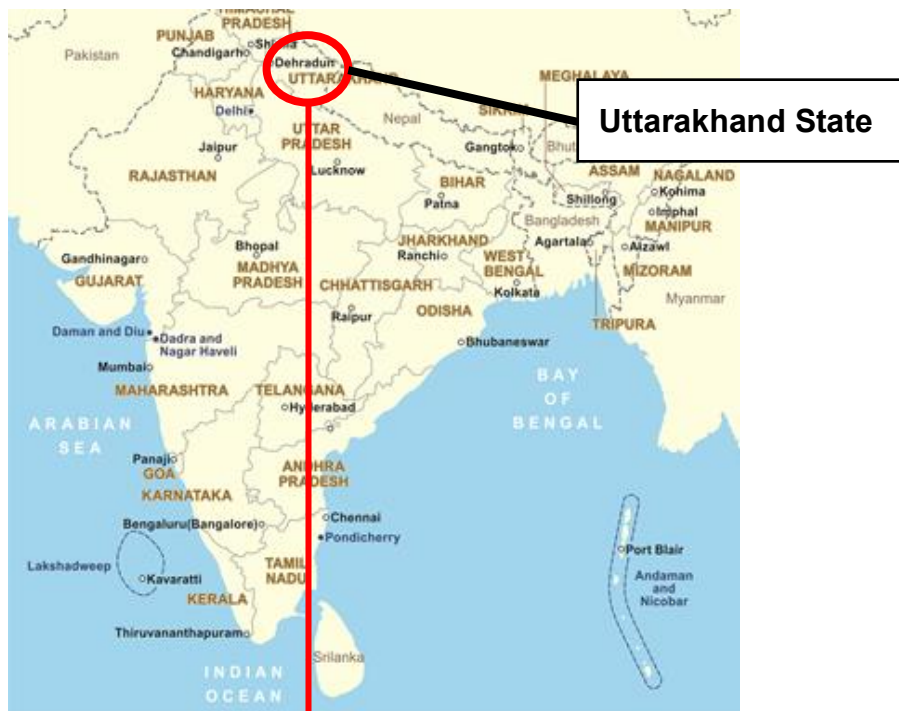 HIMACHAL
PRADESH
PUNJAB
Pakistan
Shimla
Chandigarh
Dehradun
UTTARAKHAND
MEGHALAYA
HARYANA
Delhi
SIKKIM
Uttarakhand State
UTTAR
PRADESH
Nepal
Jaipur
Gangtok
Bhut
RAJASTHAN
Lucknow
ASSAM
NAGALAND
BIHAR
Kohima
Patna
Shillong
Imphal
Bangladesh
MANIPUR
Bhopal
JHARKHAND
Agartala
Aizawl
Gandhinagar
Ranchi
WEST
BENGAL
MADHYA
PRADESH
MIZORAM
GUJARAT
CHHATTISGARH
Kolkata
Myanmar
Raipur
ODISHA
TRIPURA
Daman and Diu
Dadra and
Nagar Haveli
Bhubaneswar
Mumbai
BAY
OF
BENGAL
MAHARASHTRA
TELANGANA
Hyderabad
ARABIAN
SEA
Panaji
GOA
ANDHRA
PRADESH
KARNATAKA
Chennai
Bengaluru(Bangalore)
Pondicherry
Port Blair
Lakshadweep
TAMIL
NADU
Kavaratti
Andaman
and
Nicobar
KERALA
Thiruvananthapuram
Srilanka
INDIAN
OCEAN